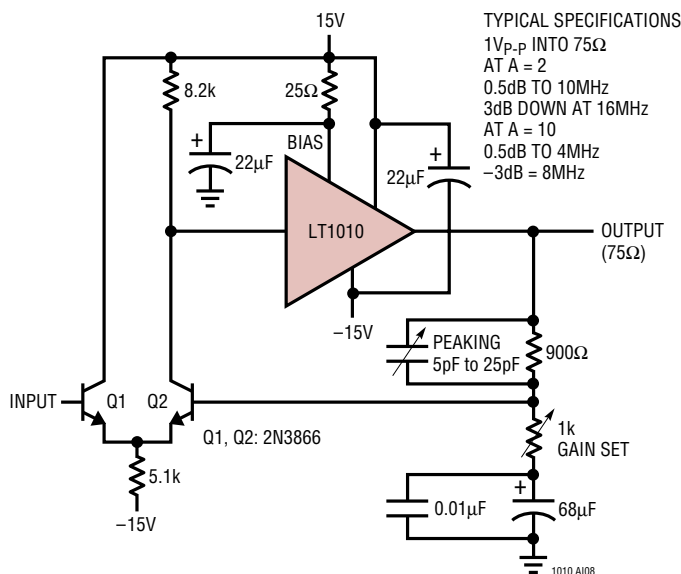 15V
TYPICAL SPECIFICATIONS
1VP-P INTO 75Ω
AT A = 2
0.5dB TO 10MHz
3dB DOWN AT 16MHz
AT A = 10
0.5dB TO 4MHz
–3dB = 8MHz
8.2k
25Ω
+
22µF
BIAS
+
22µF
LT1010
OUTPUT
(75Ω)
–15V
PEAKING
5pF to 25pF
900Ω
INPUT
Q1
Q2
Q1, Q2: 2N3866
1k
GAIN SET
5.1k
–15V
0.01µF
+
68µF
1010 AI08